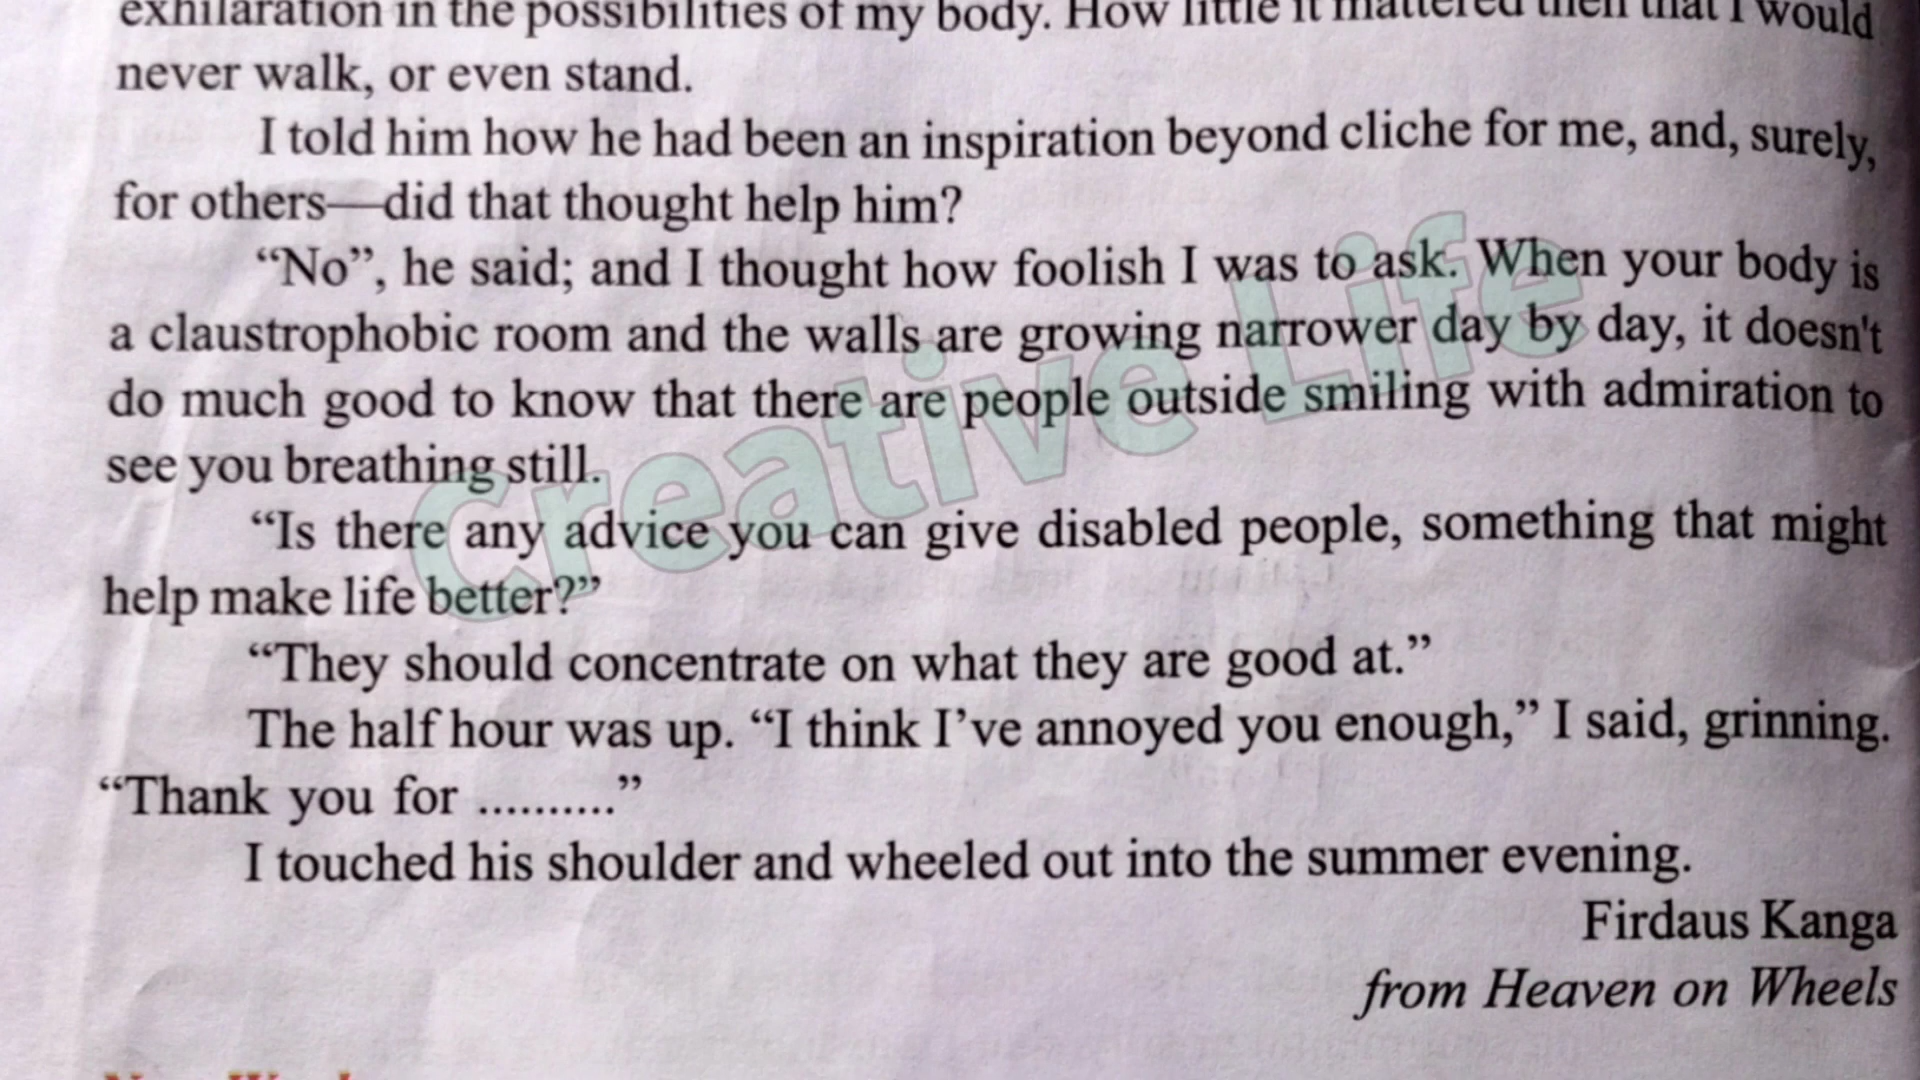 exhilaration in the possibilities of my body. How little it mattered then that I would
never walk, or even stand.
I told him how he had been an inspiration beyond cliche for me, and, surely,
for others—did that thought help him?
“No”, he said; and I thought how foolish I was to ask. When your body is
a claustrophobic room and the walls are growing narrower day by day, it doesn't
do much good to know that there are people outside smiling with admiration to
see you breathing still.
“Is there any advice you can give disabled people, something that might
help make life better?”
“They should concentrate on what they are good at.”
The half hour was up. “I think I’ve annoyed you enough,” I said, grinning.
“Thank you for ..........”
I touched his shoulder and wheeled out into the summer evening.
Firdaus Kanga
from Heaven on Wheels
Creative Life